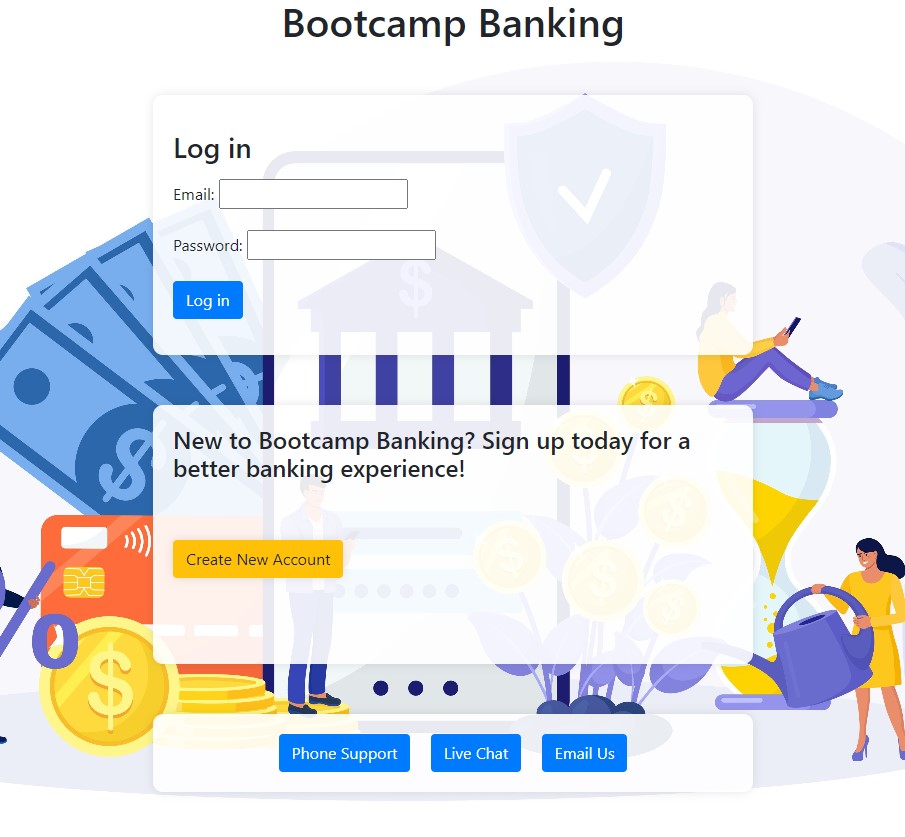 Bootcamp Banking
Log in
Email:
Password:
Log in
New to Bootcamp Banking? Sign up today for a
better banking experience!
Create New Account
Phone Support
Live Chat
Email Us